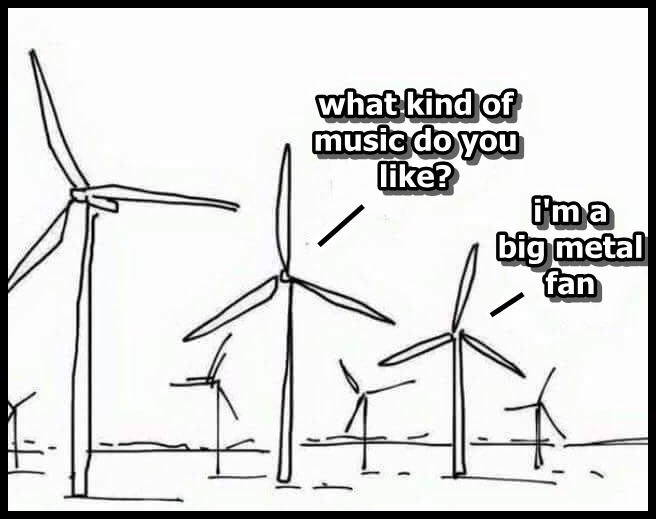 what kind of
music do you
like?
i'm a
big metal
fan